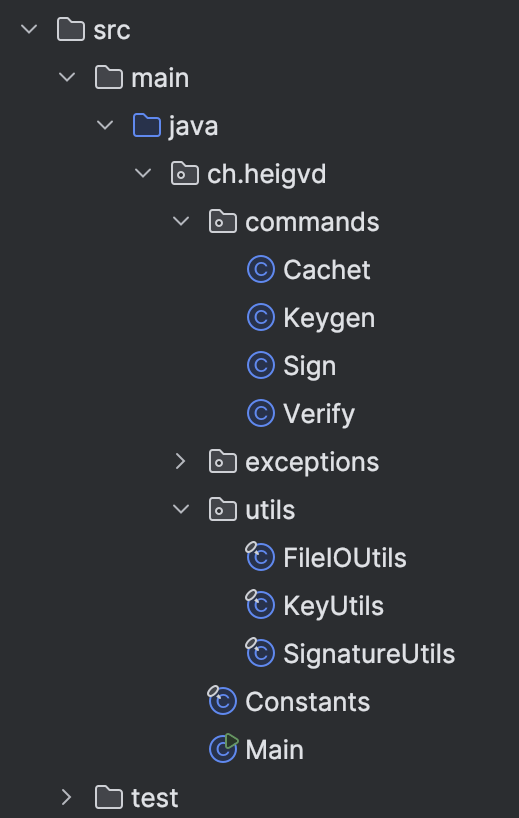 src
main
java
ch.heigvd
commands
Cachet
Keygen
Sign
Verify
exceptions
utils
FileIOUtils
KeyUtils
SignatureUtils
Constants
Main
test